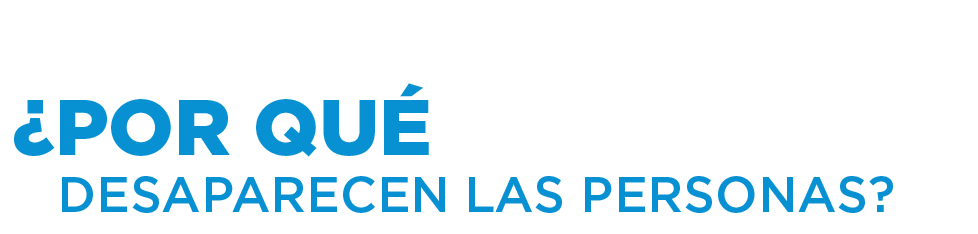 ¿POR QUÉ
DESAPARECEN LAS PERSONAS?